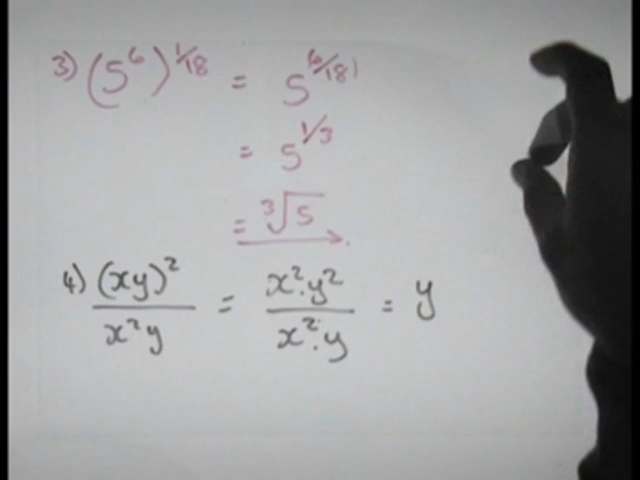 3) (5^6)^1/18 = 5^(6/18)
= 5^1/3
= ∛5
4) (xy)^2 / x^2y = x^2.y^2 / x^2.y = y